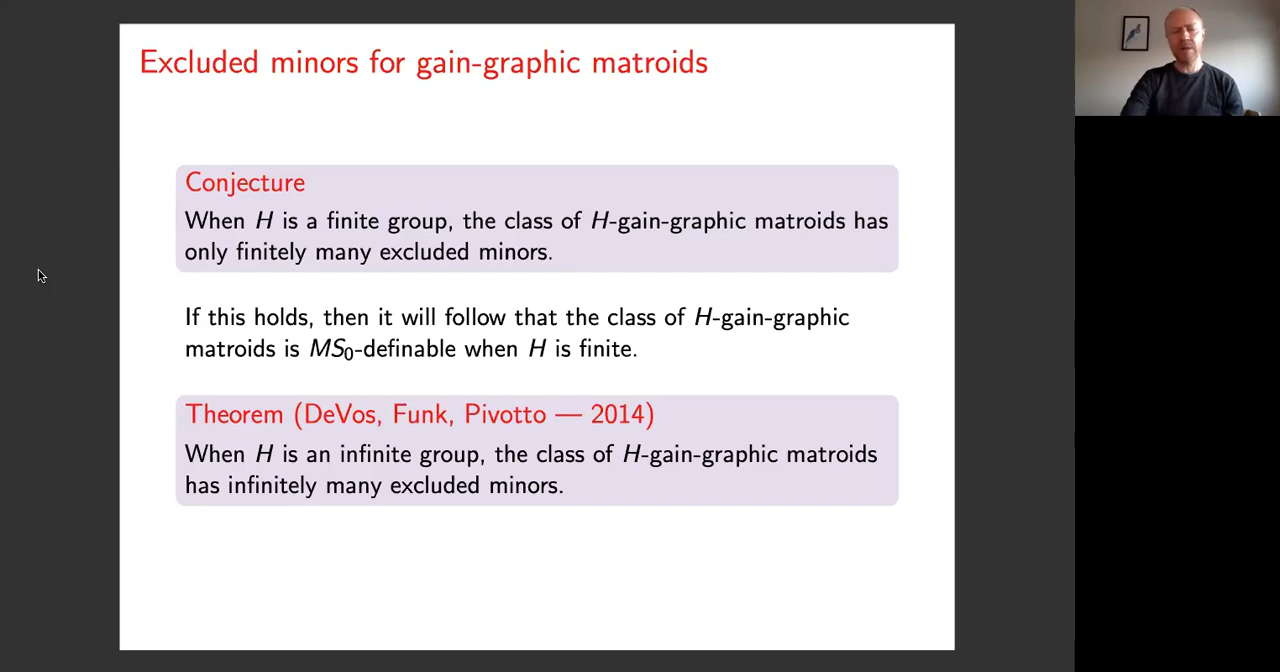 Excluded minors for gain-graphic matroids
Conjecture
When H is a finite group, the class of H-gain-graphic matroids has
only finitely many excluded minors.
If this holds, then it will follow that the class of H-gain-graphic
matroids is MS₀-definable when H is finite.
Theorem (DeVos, Funk, Pivotto — 2014)
When H is an infinite group, the class of H-gain-graphic matroids
has infinitely many excluded minors.